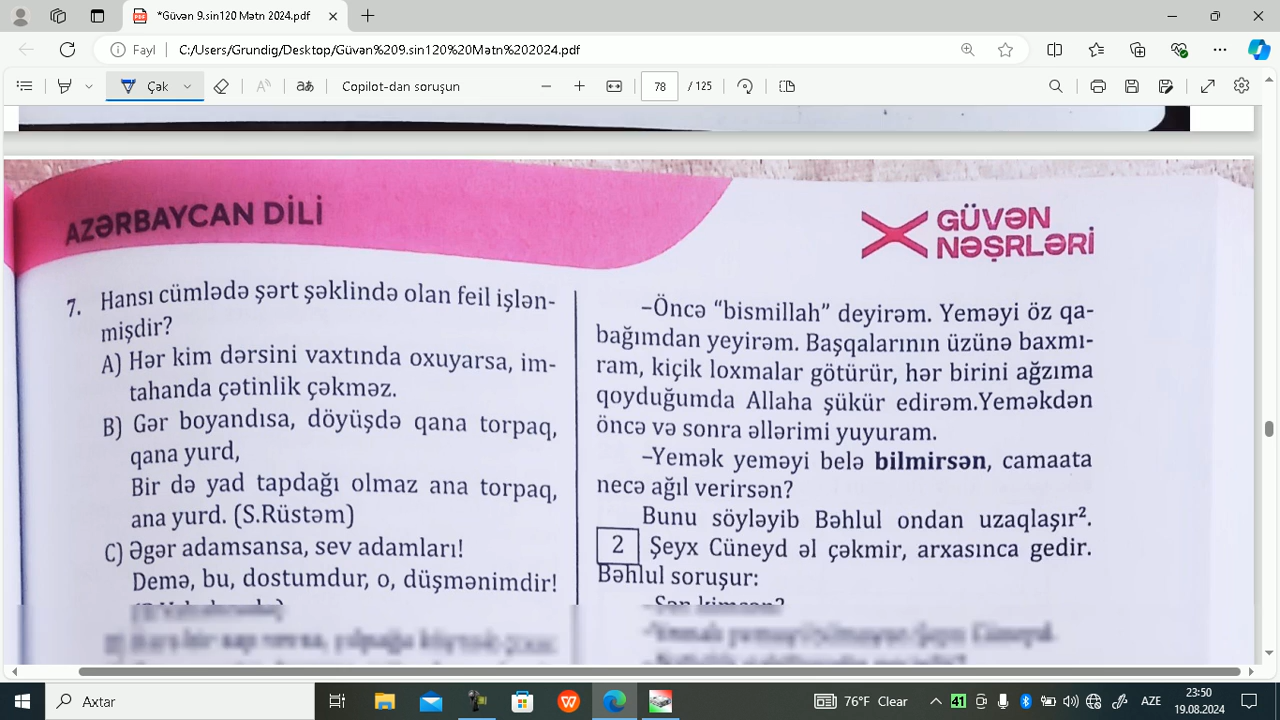 *Güvən 9.sin120 Mətn 2024.pdf
Fayl
C:/Users/Grundig/Desktop/Güvən%209.sin120%20Mətn%202024.pdf
Çək
aあ
Copilot-dan soruşun
78 / 125
AZƏRBAYCAN DİLİ
GÜVƏN
NƏŞRLƏRİ
7. Hansı cümlədə şərt şəklində olan feil işlən-
mişdir?
A) Hər kim dərsini vaxtında oxuyarsa, im-
tahanda çətinlik çəkməz.
B) Gər boyandısa, döyüşdə qana torpaq,
qana yurd,
Bir də yad tapdağı olmaz ana torpaq,
ana yurd. (S.Rüstəm)
C) Əgər adamsansa, sev adamları!
Demə, bu, dostumdur, o, düşmənimdir!
–Öncə “bismillah” deyirəm. Yeməyi öz qa-
bağımdan yeyirəm. Başqalarının üzünə baxmı-
ram, kiçik loxmalar götürür, hər birini ağzıma
qoyduğumda Allaha şükür edirəm.Yeməkdən
öncə və sonra əllərimi yuyuram.
–Yemək yeməyi belə bilmirsən, camaata
necə ağıl verirsən?
Bunu söyləyib Bəhlul ondan uzaqlaşır².
2 Şeyx Cüneyd əl çəkmir, arxasınca gedir.
Bəhlul soruşur:
–Sən kimsən?
Axtar
76°F Clear
41
AZE
23:50
19.08.2024